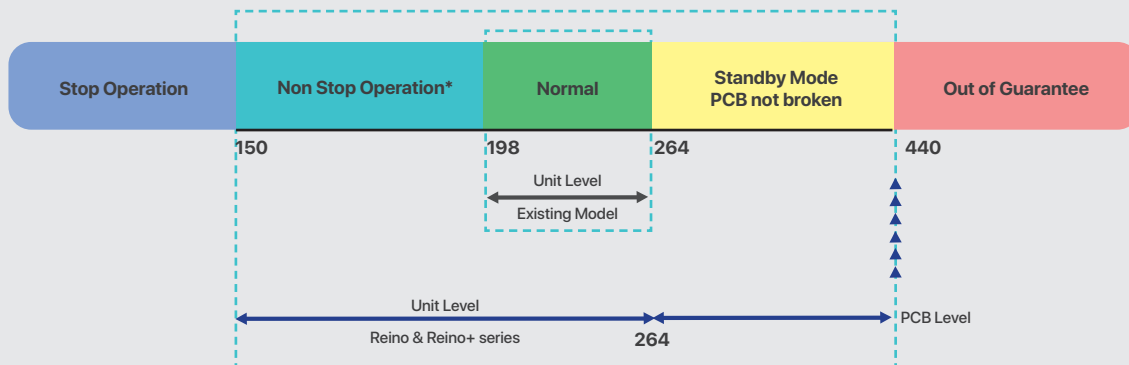 Stop Operation
Non Stop Operation*
Normal
Standby Mode
PCB not broken
Out of Guarantee
150
198
264
440
Unit Level
Existing Model
Unit Level
PCB Level
Reino & Reino+ series
264